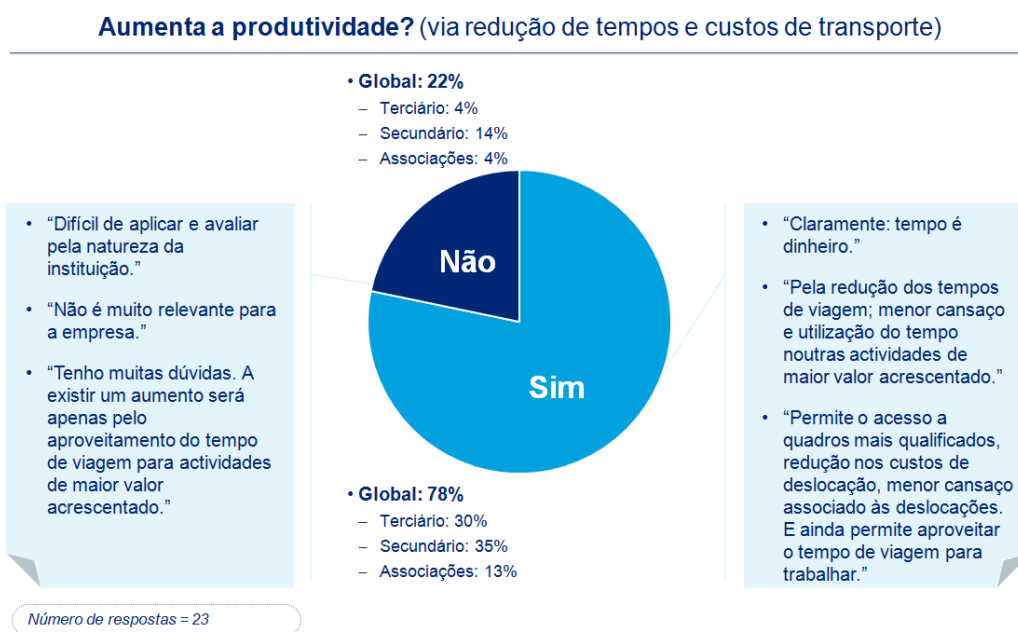 Aumenta a produtividade? (via redução de tempos e custos de transporte)
• Global: 22%
– Terciário: 4%
– Secundário: 14%
– Associações: 4%
• “Difícil de aplicar e avaliar
pela natureza da
instituição.”
• “Não é muito relevante para
a empresa.”
• “Tenho muitas dúvidas. A
existir um aumento será
apenas pelo
aproveitamento do tempo
de viagem para actividades
de maior valor
acrescentado.”
Não
Sim
• “Claramente: tempo é
dinheiro.”
• “Pela redução dos tempos
de viagem; menor cansaço
e utilização do tempo
noutras actividades de
maior valor acrescentado.”
• “Permite o acesso a
quadros mais qualificados,
redução nos custos de
deslocação, menor cansaço
associado às deslocações.
E ainda permite aproveitar
o tempo de viagem para
trabalhar.”
• Global: 78%
– Terciário: 30%
– Secundário: 35%
– Associações: 13%
Número de respostas = 23